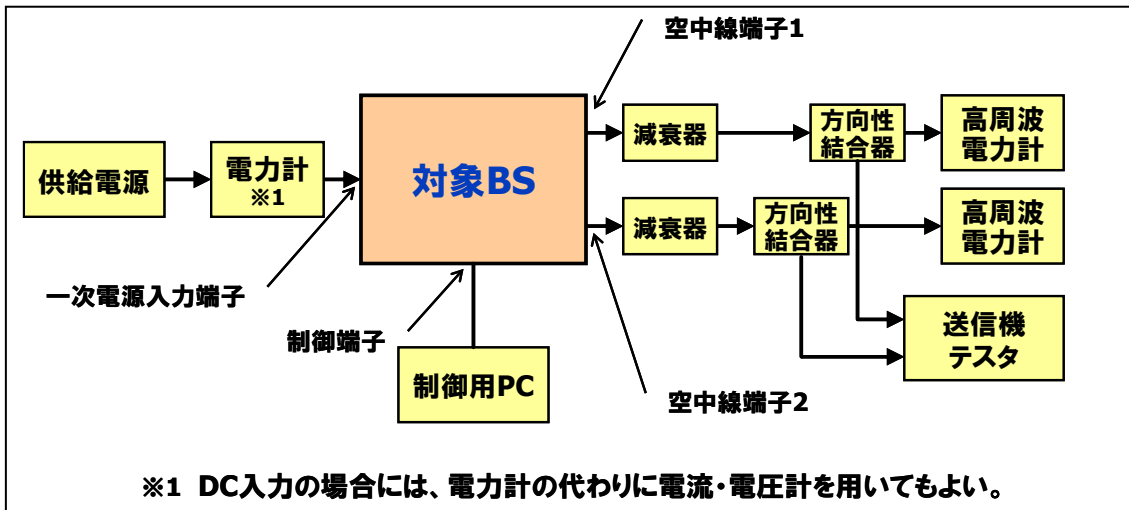 空中線端子1
供給電源
電力計
※1
対象BS
減衰器
方向性
結合器
高周波
電力計
減衰器
方向性
結合器
高周波
電力計
一次電源入力端子
制御端子
制御用PC
空中線端子2
送信機
テスタ
※1 DC入力の場合には、電力計の代わりに電流・電圧計を用いてもよい。